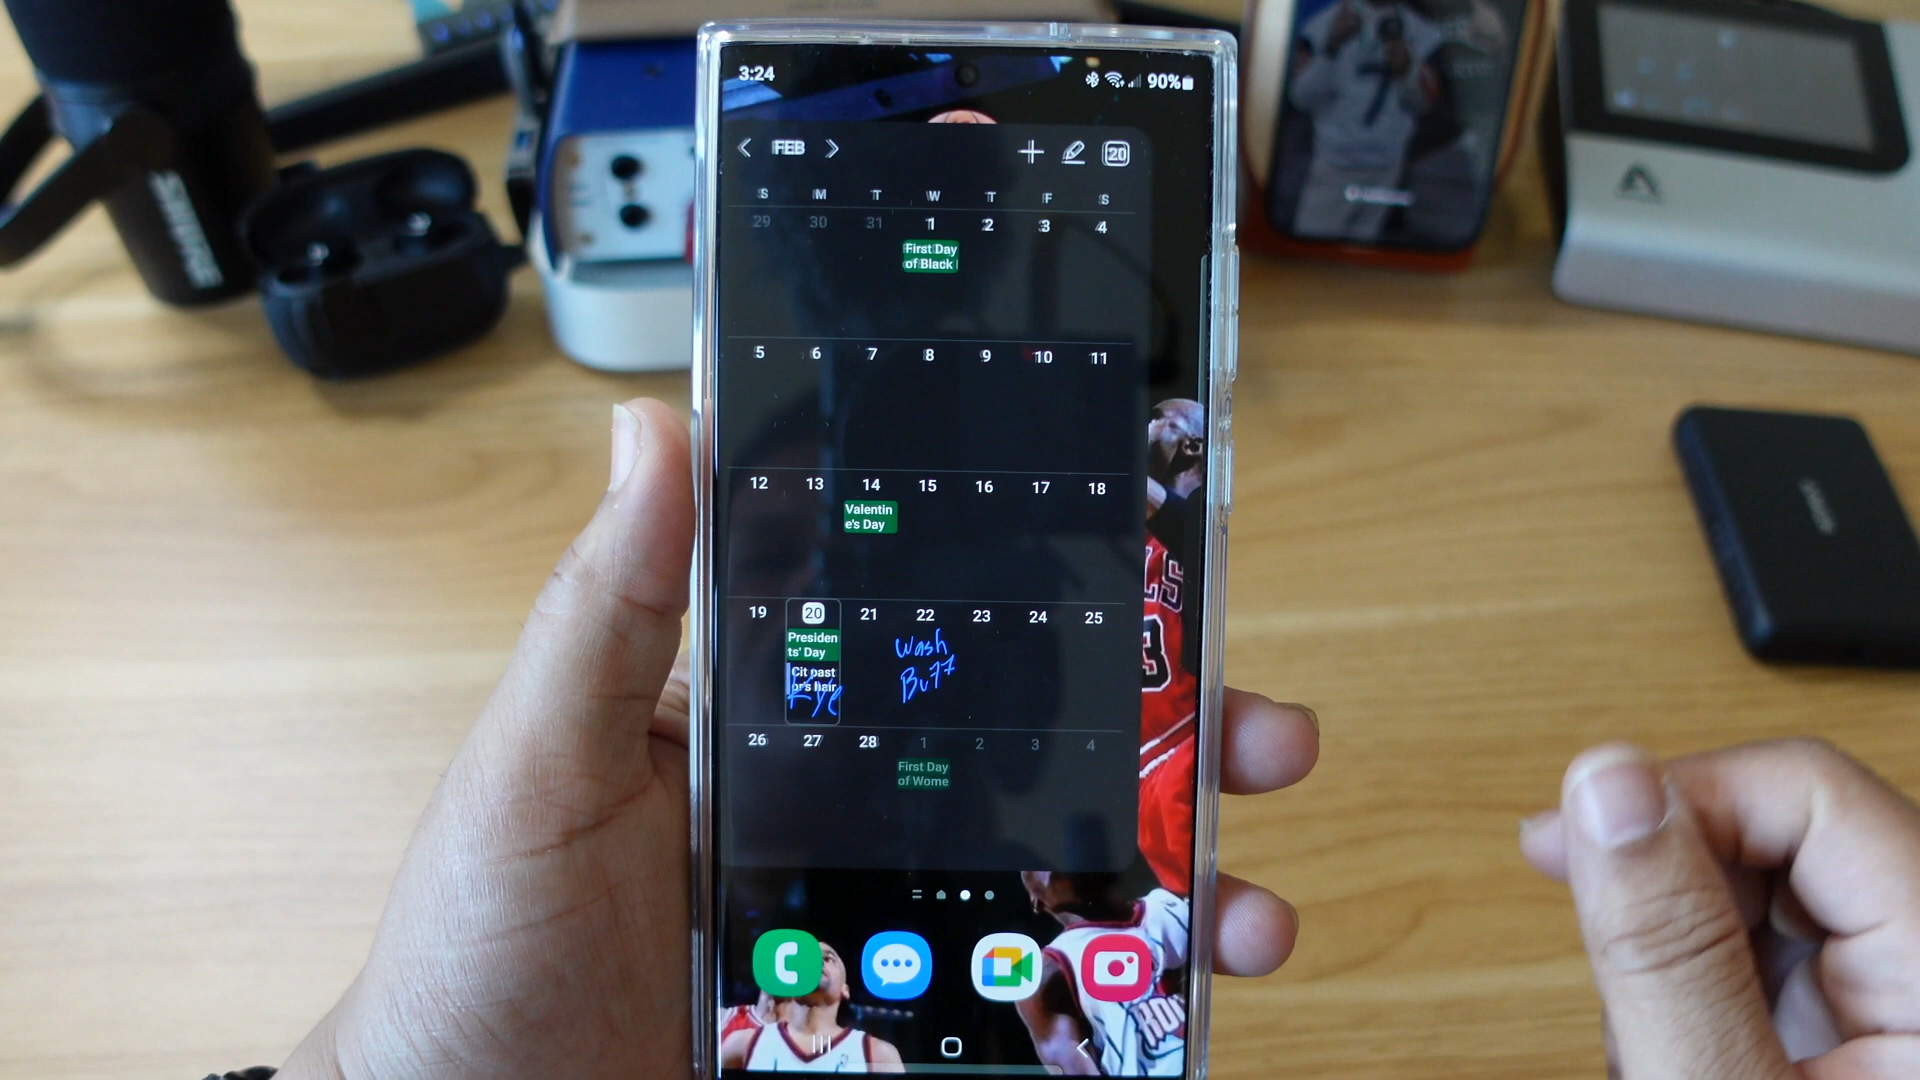 3:24
90%
FEB
20
S M T W T F S
29 30 31 1 2 3 4
First Day
of Black
5 6 7 8 9 10 11
12 13 14 15 16 17 18
Valentin
e's Day
19 20 21 22 23 24 25
Presiden
ts' Day
Cit past
or's hair
Wash
26 27 28 1 2 3 4
First Day
of Wome
SHURE
7
3